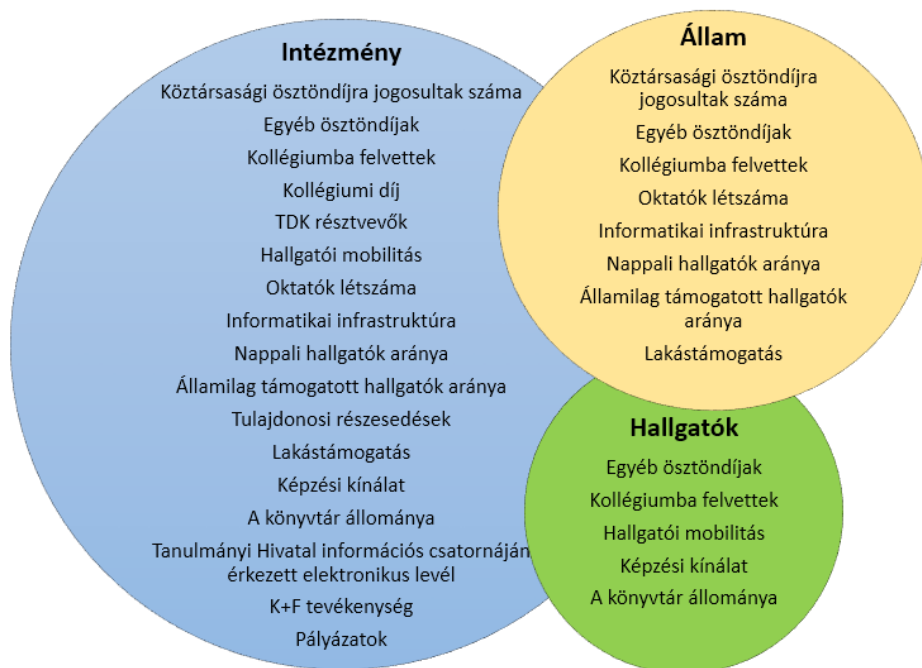 Intézmény
Köztársasági ösztöndíjra jogosultak száma
Egyéb ösztöndíjak
Kollégiumba felvettek
Kollégiumi díj
TDK résztvevők
Hallgatói mobilitás
Oktatók létszáma
Informatikai infrastruktúra
Nappali hallgatók aránya
Államilag támogatott hallgatók aránya
Tulajdonosi részesedések
Lakástámogatás
Képzési kínálat
A könyvtár állománya
Tanulmányi Hivatal információs csatornáján
érkezett elektronikus levél
K+F tevékenység
Pályázatok
Állam
Köztársasági ösztöndíjra
jogosultak száma
Egyéb ösztöndíjak
Kollégiumba felvettek
Oktatók létszáma
Informatikai infrastruktúra
Nappali hallgatók aránya
Államilag támogatott hallgatók
aránya
Lakástámogatás
Hallgatók
Egyéb ösztöndíjak
Kollégiumba felvettek
Hallgatói mobilitás
Képzési kínálat
A könyvtár állománya